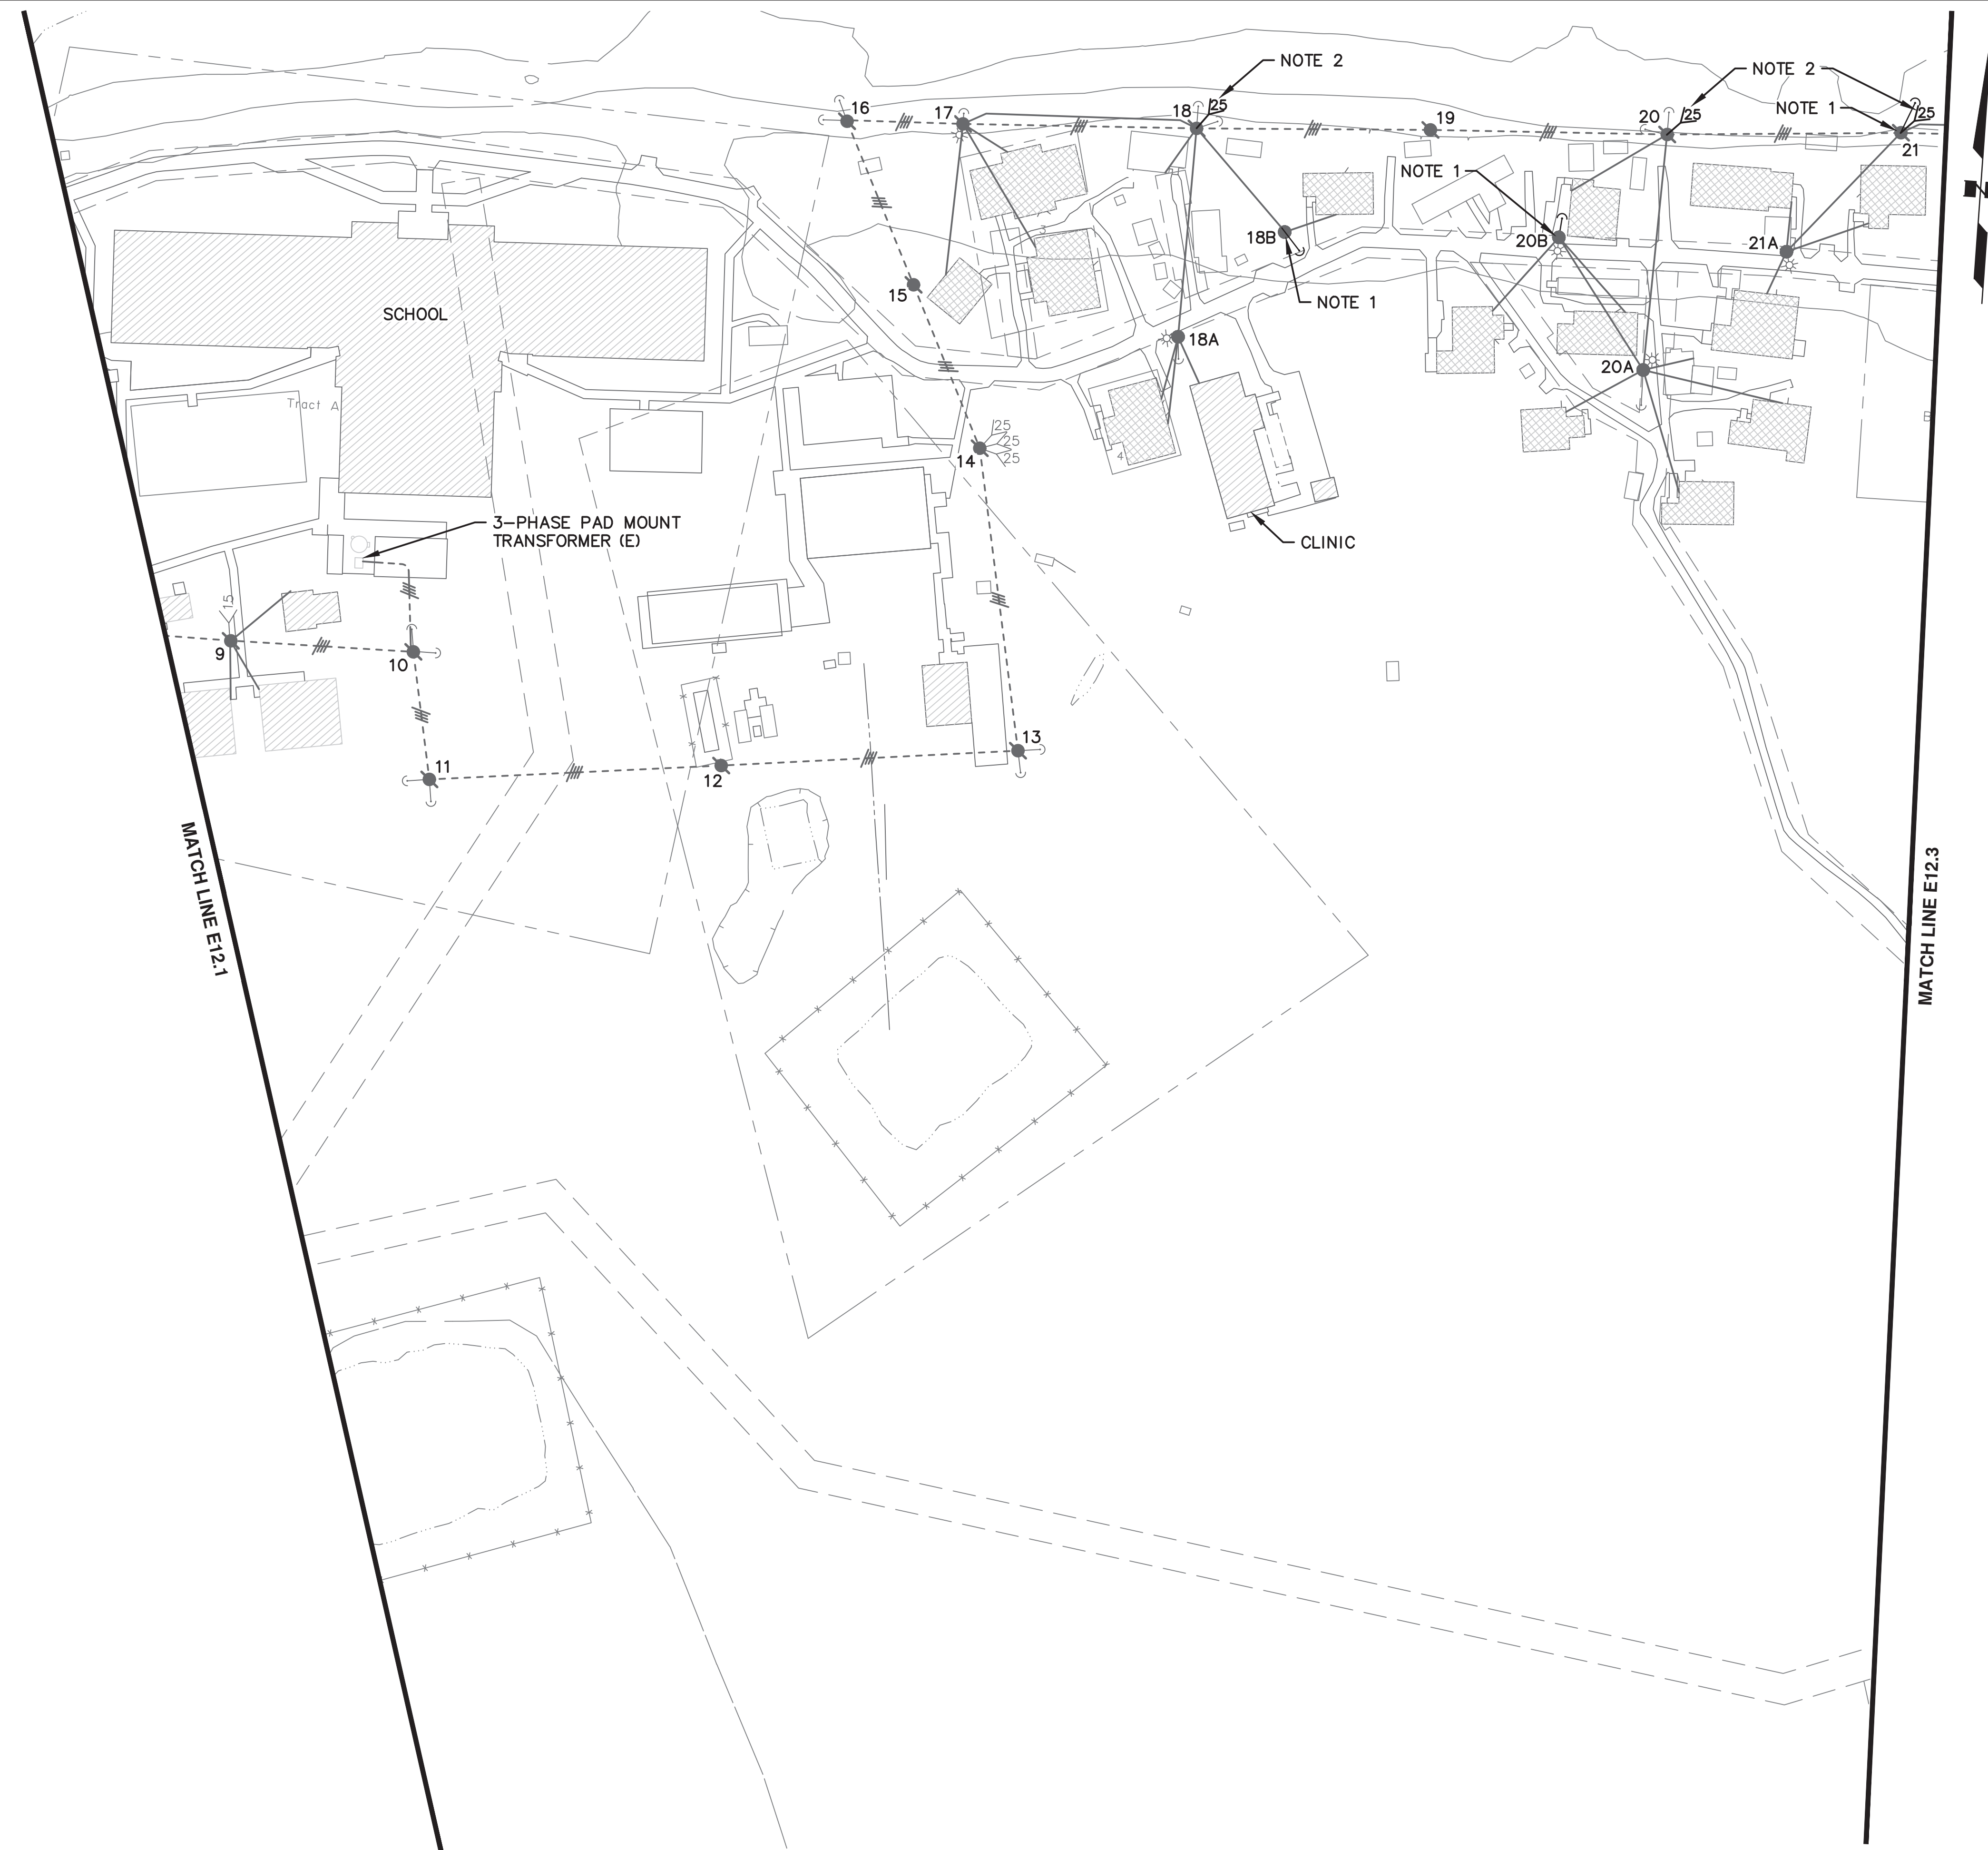 NOTE 2
NOTE 2
NOTE 1
16
17
18
25
19
20
25
25
21
NOTE 1
18B
20B
21A
3
15
NOTE 1
SCHOOL
18A
20A
Tract A
14
25
25
25
4
3-PHASE PAD MOUNT
TRANSFORMER (E)
CLINIC
15
9
10
11
12
13
MATCH LINE E12.1
MATCH LINE E12.3